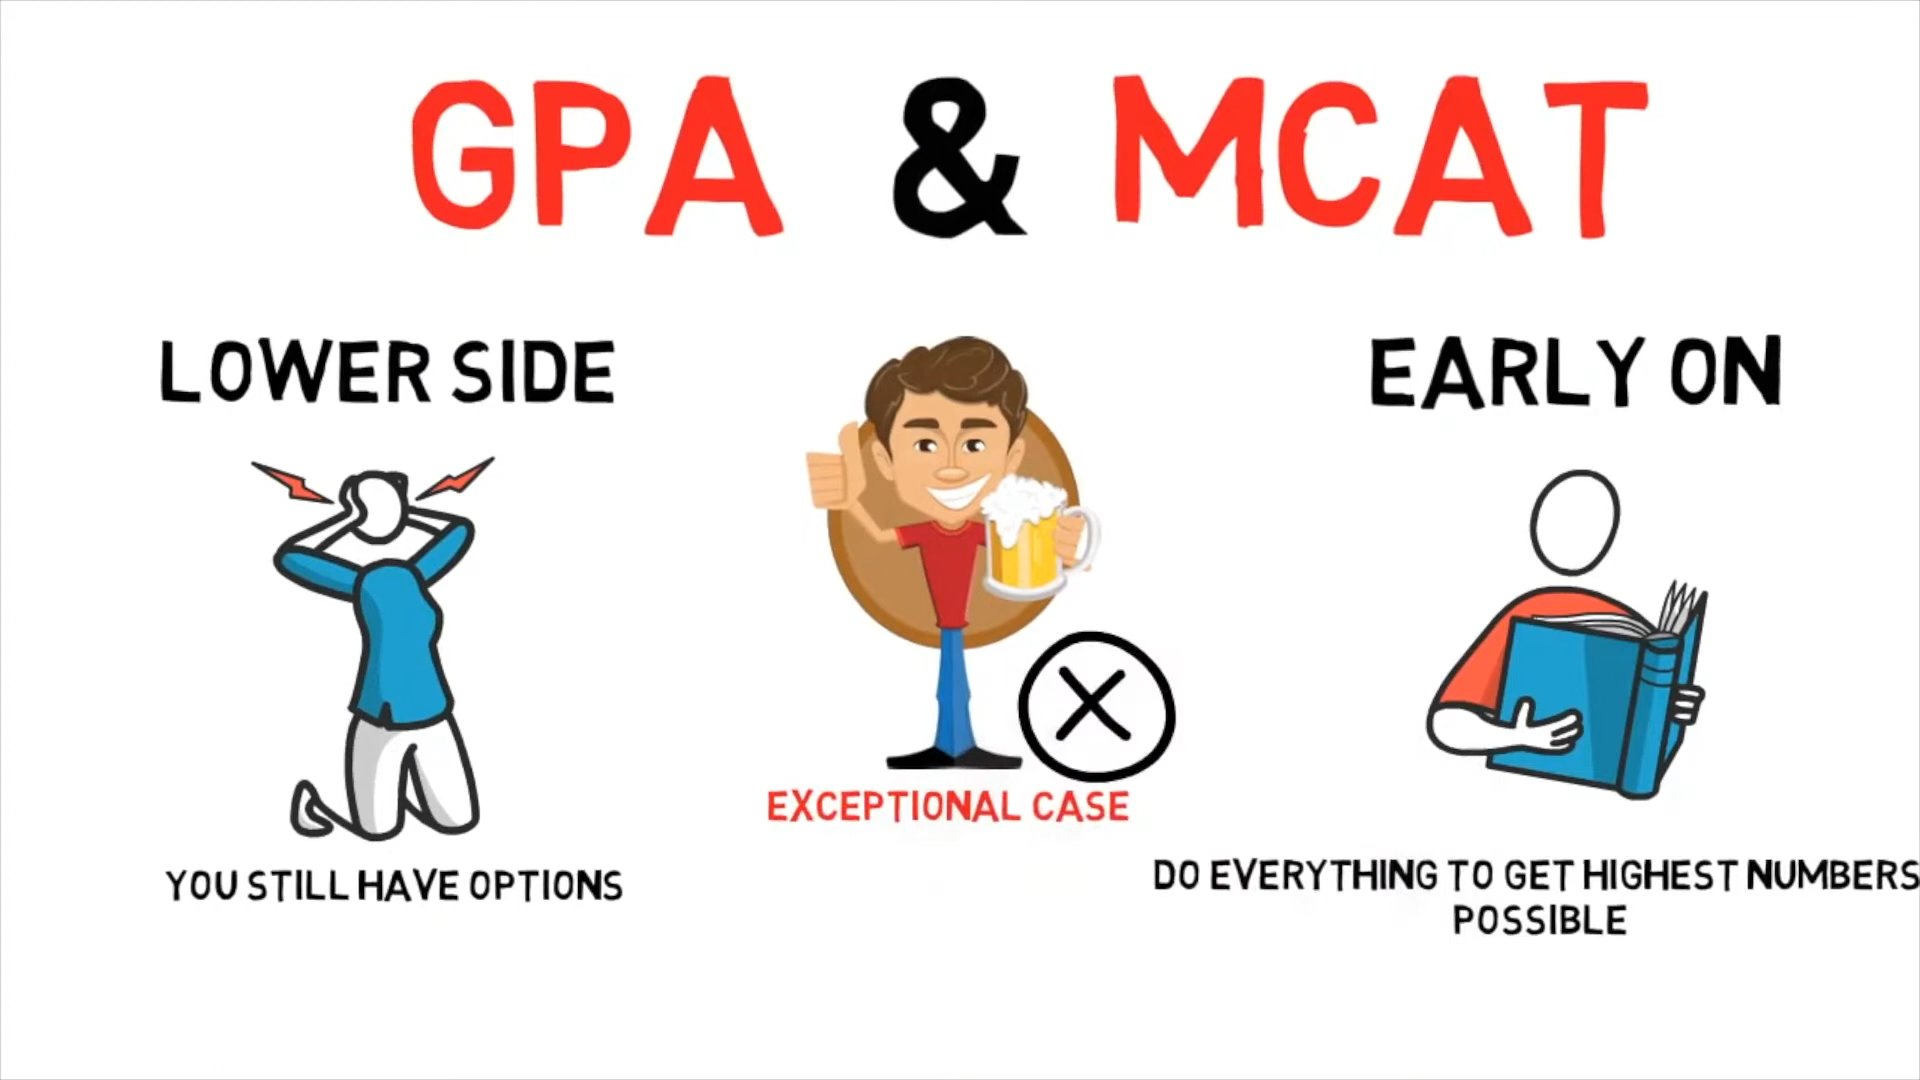 GPA & MCAT
LOWER SIDE
EARLY ON
EXCEPTIONAL CASE
YOU STILL HAVE OPTIONS
DO EVERYTHING TO GET HIGHEST NUMBERS
POSSIBLE